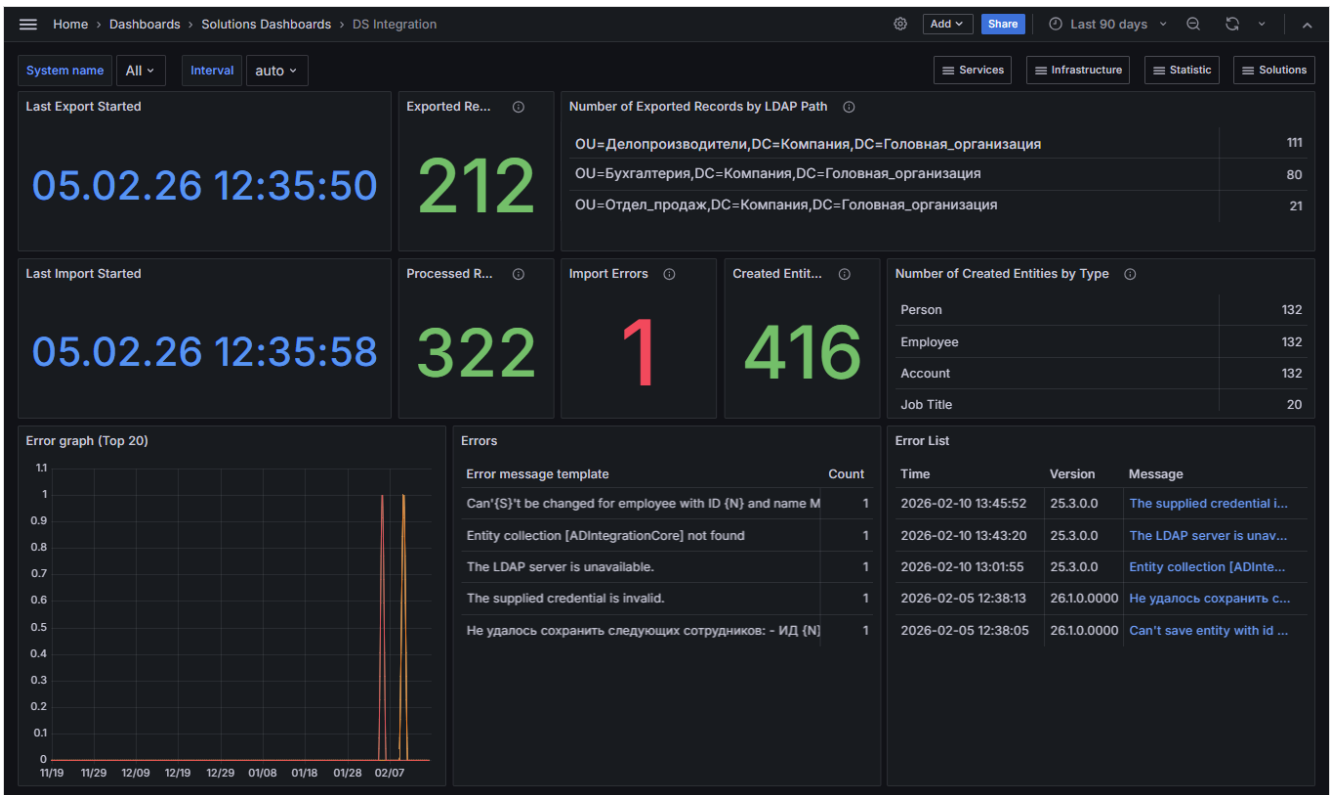 Home › Dashboards › Solutions Dashboards › DS Integration
Add
Share
Last 90 days
System name
All
Interval
auto
Services
Infrastructure
Statistic
Solutions
Last Export Started
05.02.26 12:35:50
Exported Re...
212
Number of Exported Records by LDAP Path
OU=Делопроизводители,DC=Компания,DC=Головная_организация 111
OU=Бухгалтерия,DC=Компания,DC=Головная_организация 80
OU=Отдел_продаж,DC=Компания,DC=Головная_организация 21
Last Import Started
05.02.26 12:35:58
Processed R...
322
Import Errors
1
Created Entit...
416
Number of Created Entities by Type
Person 132
Employee 132
Account 132
Job Title 20
Error graph (Top 20)
1.1
1
0.9
0.8
0.7
0.6
0.5
0.4
0.3
0.2
0.1
0
11/19 11/29 12/09 12/19 12/29 01/08 01/18 01/28 02/07
Errors
Error message template Count
Can'{S}'t be changed for employee with ID {N} and name M 1
Entity collection [ADIntegrationCore] not found 1
The LDAP server is unavailable. 1
The supplied credential is invalid. 1
Не удалось сохранить следующих сотрудников: - ИД {N} 1
Error List
Time Version Message
2026-02-10 13:45:52 25.3.0.0 The supplied credential i...
2026-02-10 13:43:20 25.3.0.0 The LDAP server is unav...
2026-02-10 13:01:55 25.3.0.0 Entity collection [ADInte...
2026-02-05 12:38:13 26.1.0.0000 Не удалось сохранить с...
2026-02-05 12:38:05 26.1.0.0000 Can't save entity with id ...